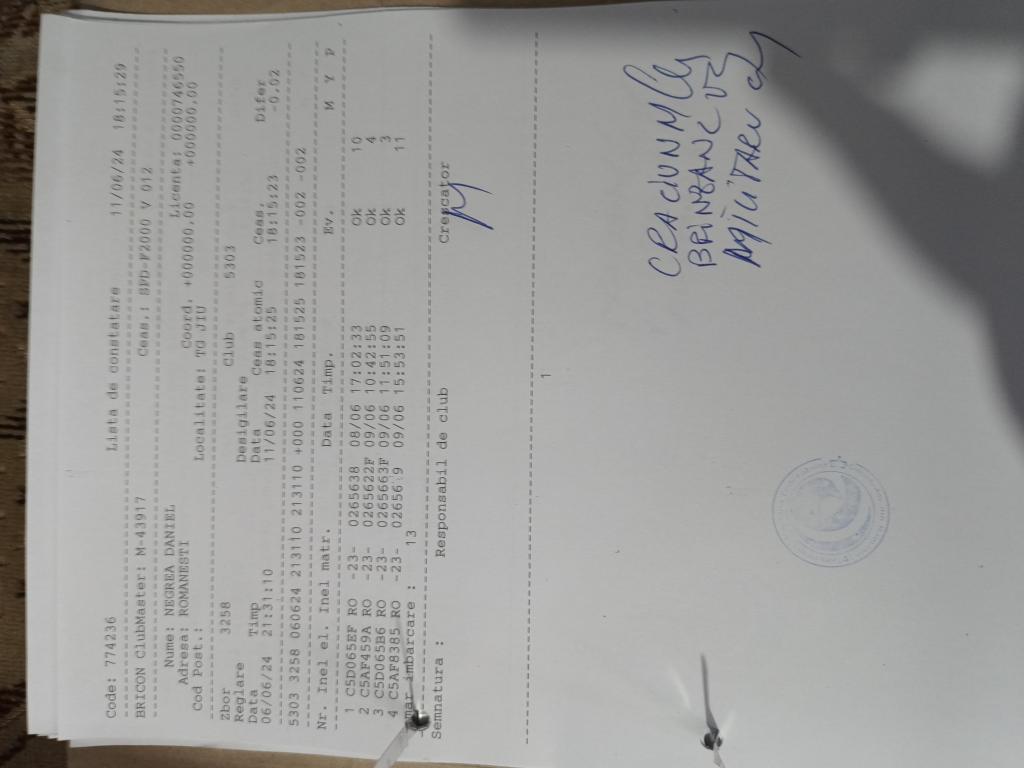 Code: 774236 Lista de constatare 11/06/24 18:15:29
BRICON ClubMaster: M-43917 Ceas.: SPD-F2000 V 012
Nume: NEGREA DANIEL Licenta: 0000746550
Adresa: ROMANESTI Coord. +000000.00 +000000.00
Cod Post.: Localitate: TG JIU
Zbor 3258 Club 5303
Reglare Desigilare
Data Timp Data Ceas atomic Ceas. Difer
06/06/24 21:31:10 11/06/24 18:15:25 18:15:23 -0.02
5303 3258 060624 213110 213110 +000 110624 181525 181523 -002 -002
Nr. Inel el. Inel matr. Data Timp. Ev. M Y P
1 C5D065EF RO -23- 0265638 08/06 17:02:33 Ok 10
2 C5AF459A RO -23- 0265622F 09/06 10:42:55 Ok 4
3 C5D065B6 RO -23- 0265663F 09/06 11:51:09 Ok 3
4 C5AF8385 RO -23- 09/06 15:53:51 Ok 11
imbarcare : 13
Semnatura : Responsabil de club Crescator
1
CRACIUN